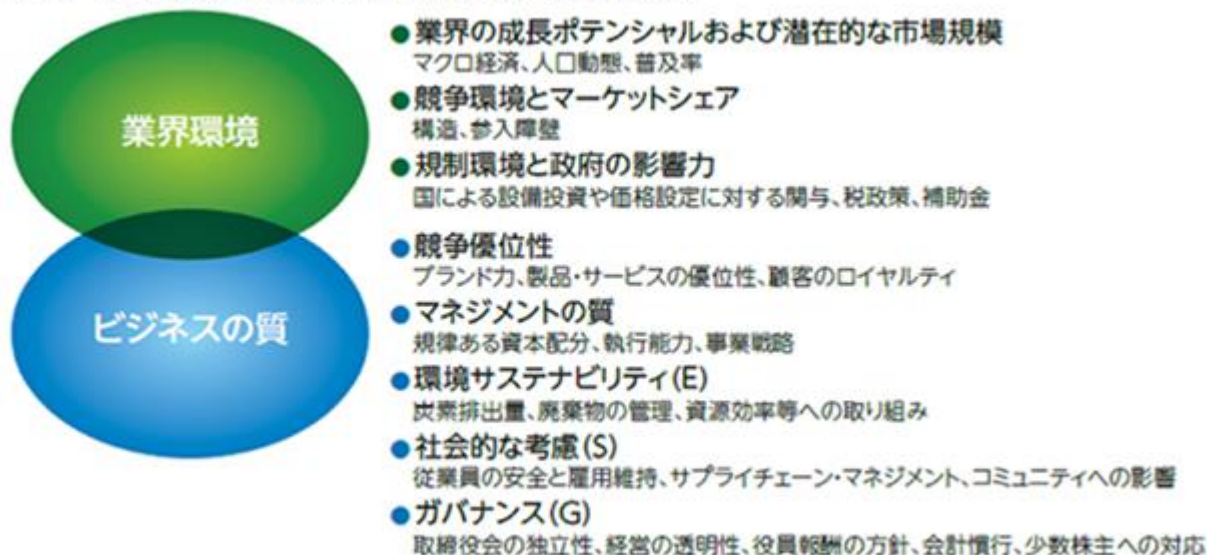 業界環境
ビジネスの質
●業界の成長ポテンシャルおよび潜在的な市場規模
マクロ経済、人口動態、普及率
●競争環境とマーケットシェア
構造、参入障壁
●規制環境と政府の影響力
国による設備投資や価格設定に対する関与、税政策、補助金
●競争優位性
ブランド力、製品・サービスの優位性、顧客のロイヤルティ
●マネジメントの質
規律ある資本配分、執行能力、事業戦略
●環境サステナビリティ(E)
炭素排出量、廃棄物の管理、資源効率等への取り組み
●社会的な考慮(S)
従業員の安全と雇用維持、サプライチェーン・マネジメント、コミュニティへの影響
●ガバナンス(G)
取締役会の独立性、経営の透明性、役員報酬の方針、会計慣行、少数株主への対応